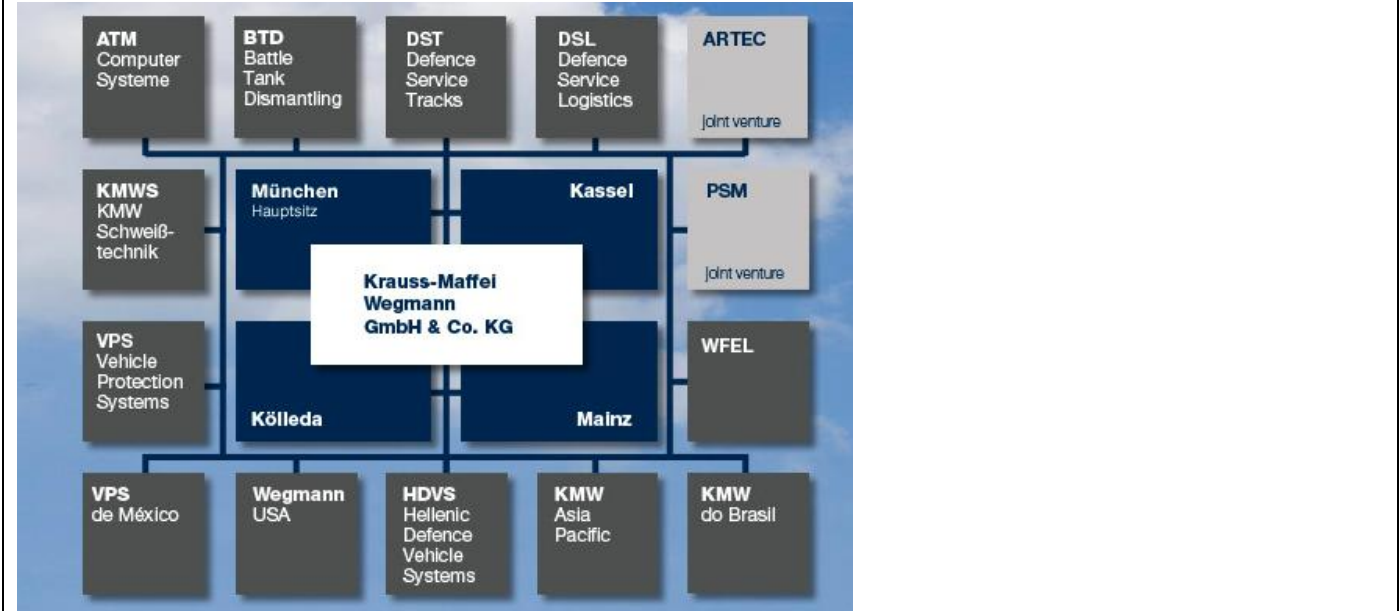 ATM
Computer
Systeme
BTD
Battle
Tank
Dismantling
DST
Defence
Service
Tracks
DSL
Defence
Service
Logistics
ARTEC
joint venture
KMWS
KMW
Schweiß-
technik
München
Hauptsitz
Kassel
PSM
joint venture
Krauss-Maffei
Wegmann
GmbH & Co. KG
VPS
Vehicle
Protection
Systems
Kölleda
Mainz
WFEL
VPS
de México
Wegmann
USA
HDVS
Hellenic
Defence
Vehicle
Systems
KMW
Asia
Pacific
KMW
do Brasil